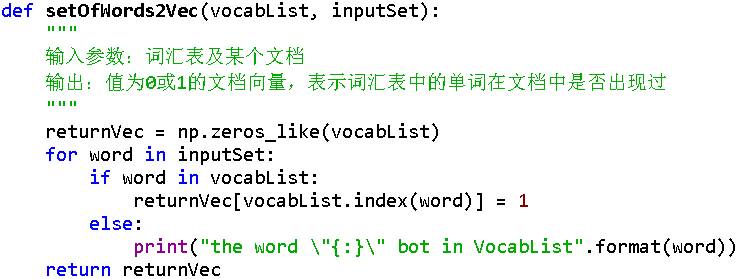 def setOfWords2Vec(vocabList, inputSet):
    """
    输入参数：词汇表及某个文档
    输出：值为0或1的文档向量，表示词汇表中的单词在文档中是否出现过
    """
    returnVec = np.zeros_like(vocabList)
    for word in inputSet:
        if word in vocabList:
            returnVec[vocabList.index(word)] = 1
        else:
            print("the word \"{:}\" bot in VocabList".format(word))
    return returnVec